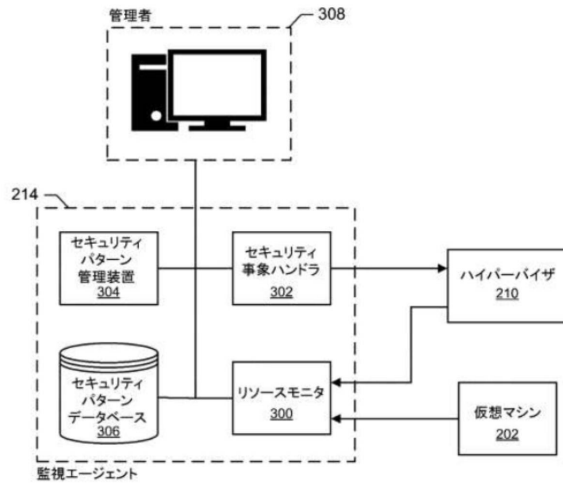 管理者
308
214
セキュリティ
パターン
管理装置
304
セキュリティ
事象ハンドラ
302
ハイパーバイザ
210
セキュリティ
パターン
データベース
306
リソースモニタ
300
仮想マシン
202
監視エージェント